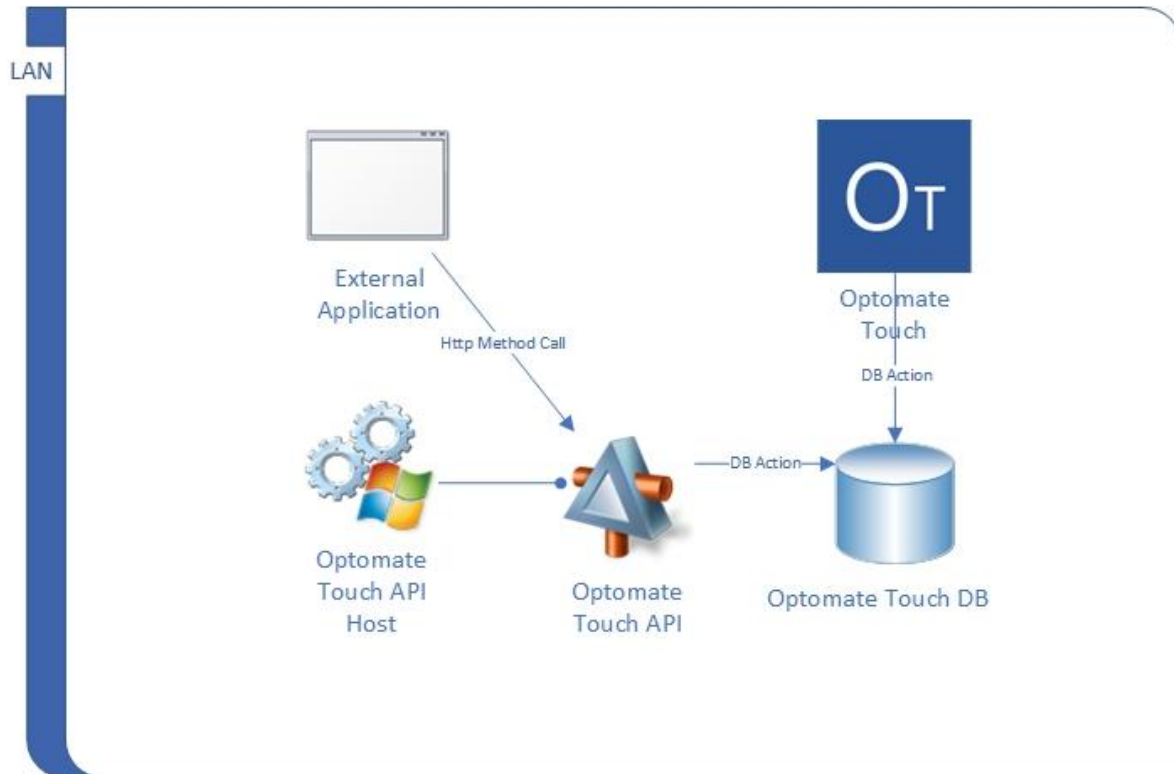 LAN
External
Application
OT
Optomate
Touch
Http Method Call
DB Action
DB Action
Optomate
Touch API
Host
Optomate
Touch API
Optomate Touch DB